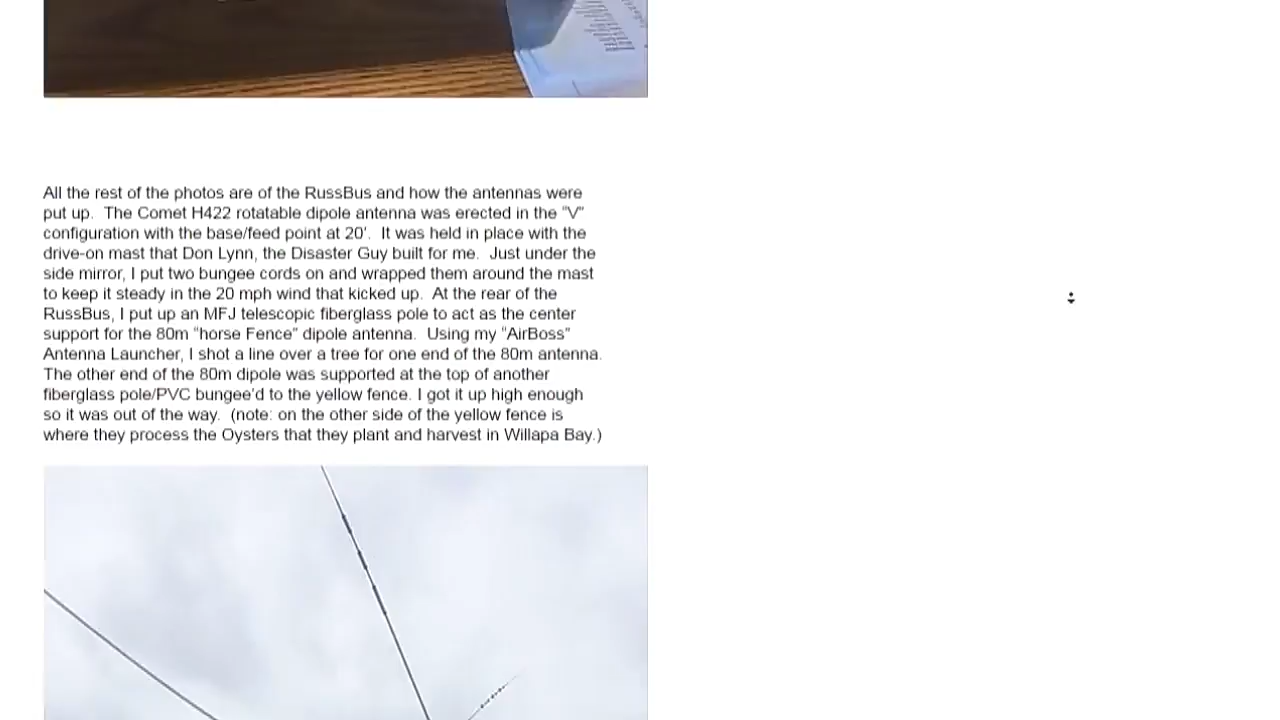 All the rest of the photos are of the RussBus and how the antennas were
put up.  The Comet H422 rotatable dipole antenna was erected in the "V"
configuration with the base/feed point at 20'.  It was held in place with the
drive-on mast that Don Lynn, the Disaster Guy built for me.  Just under the
side mirror, I put two bungee cords on and wrapped them around the mast
to keep it steady in the 20 mph wind that kicked up.  At the rear of the
RussBus, I put up an MFJ telescopic fiberglass pole to act as the center
support for the 80m "horse Fence" dipole antenna.  Using my "AirBoss"
Antenna Launcher, I shot a line over a tree for one end of the 80m antenna.
The other end of the 80m dipole was supported at the top of another
fiberglass pole/PVC bungee'd to the yellow fence. I got it up high enough
so it was out of the way.  (note: on the other side of the yellow fence is
where they process the Oysters that they plant and harvest in Willapa Bay.)